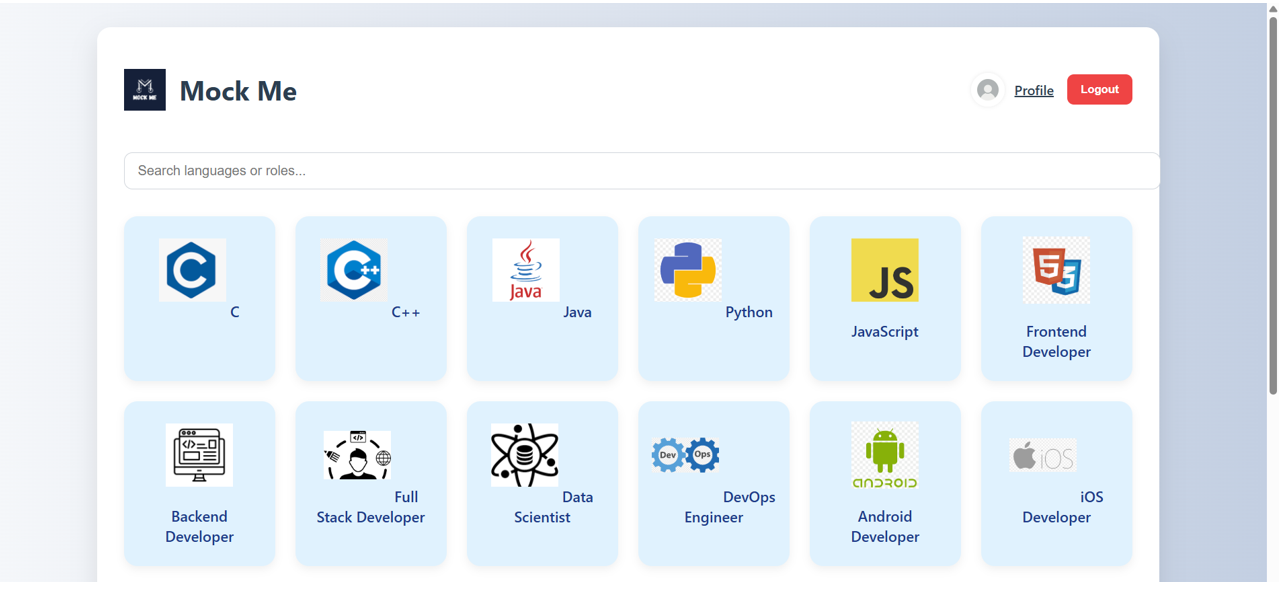 MOCK ME
Mock Me
Profile
Logout
Search languages or roles...
C
C++
Java
JS
5
3
C
C++
Java
Python
JavaScript
Frontend
Developer
</>
</>
Dev
Ops
ANDROID
iOS
Backend
Developer
Full
Stack Developer
Data
Scientist
DevOps
Engineer
Android
Developer
iOS
Developer